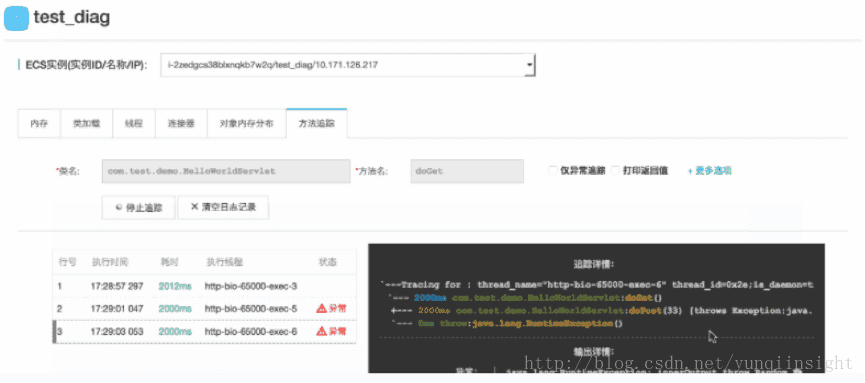 test_diag
ECS实例(实例ID/名称/IP): i-2zedgcs38blxnqkb7w2q/test_diag/10.171.126.217
内存 类加载 线程 连接器 对象内存分布 方法追踪
*类名: com.test.demo.HelloWorldServlet *方法名: doGet 仅异常追踪 打印返回值 + 更多选项
停止追踪 × 清空日志记录
行号 执行时间 耗时 执行线程 状态
1 17:28:57 297 2012ms http-bio-65000-exec-3
2 17:29:01 047 2000ms http-bio-65000-exec-5 异常
3 17:29:03 053 2000ms http-bio-65000-exec-6 异常
追踪详情:
`---Tracing for : thread_name="http-bio-65000-exec-6" thread_id=0x2e;is_daemon=t
`--- 2000ms com.test.demo.HelloWorldServlet:doGet()
+--- 2000ms com.test.demo.HelloWorldServlet:doPost(33) [throws Exception:java.
`--- 0ms throw:java.lang.RuntimeException()
输出详情:
异常: | java.lang.RuntimeException: innerOutput throw Random
http://blog.csdn.net/yunqiinsight